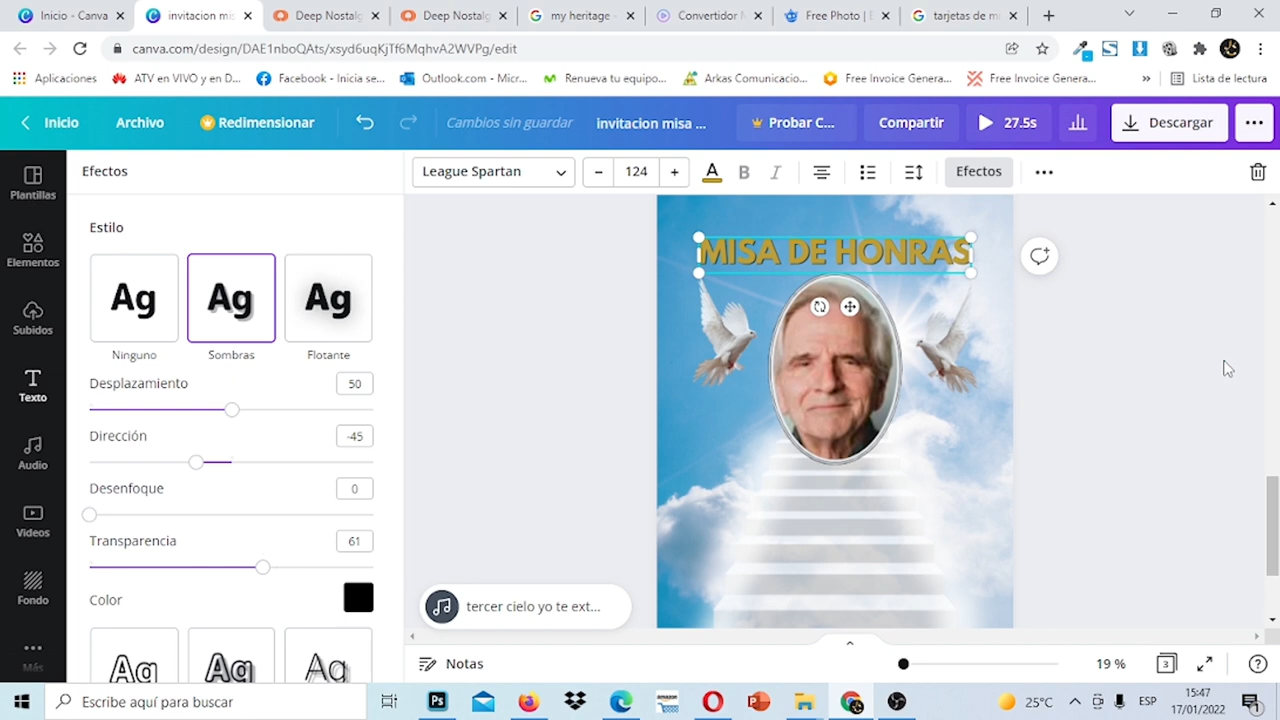 Inicio - Canva
invitacion mis
Deep Nostalg
Deep Nostalg
my heritage -
Convertidor M
Free Photo | E
tarjetas de m
canva.com/design/DAE1nboQAts/xsyd6uqKjTf6MqhvA2WVPg/edit
Aplicaciones
ATV en VIVO y en D...
Facebook - Inicia se...
Outlook.com - Micr...
Renueva tu equipo...
Arkas Comunicacio...
Free Invoice Genera...
Free Invoice Genera...
»
Lista de lectura
Inicio
Archivo
Redimensionar
Cambios sin guardar
invitacion misa ...
Probar C...
Compartir
27.5s
Descargar
Plantillas
Elementos
Subidos
Texto
Audio
Videos
Fondo
Más
Efectos
League Spartan
− 124 +
A B I
Efectos
Estilo
Ag Ag Ag
Ninguno Sombras Flotante
Desplazamiento 50
Dirección -45
Desenfoque 0
Transparencia 61
Color
Ag Ag Ag
MISA DE HONRAS
tercer cielo yo te ext...
Notas
19 %
3
?
Escribe aquí para buscar
Ps
amazon
25°C
ESP
15:47
17/01/2022
1